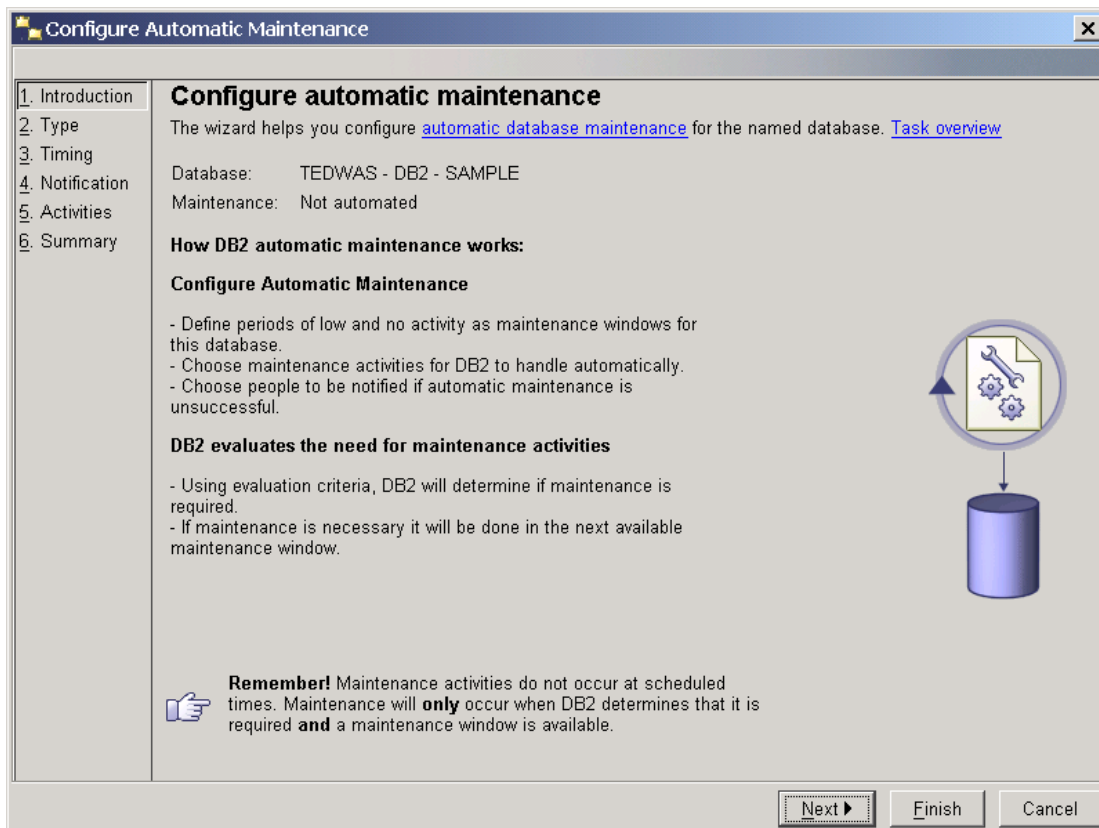 Configure Automatic Maintenance
1. Introduction
2. Type
3. Timing
4. Notification
5. Activities
6. Summary
Configure automatic maintenance
The wizard helps you configure automatic database maintenance for the named database. Task overview
Database: TEDWAS - DB2 - SAMPLE
Maintenance: Not automated
How DB2 automatic maintenance works:
Configure Automatic Maintenance
- Define periods of low and no activity as maintenance windows for
this database.
- Choose maintenance activities for DB2 to handle automatically.
- Choose people to be notified if automatic maintenance is
unsuccessful.
DB2 evaluates the need for maintenance activities
- Using evaluation criteria, DB2 will determine if maintenance is
required.
- If maintenance is necessary it will be done in the next available
maintenance window.
Remember! Maintenance activities do not occur at scheduled
times. Maintenance will only occur when DB2 determines that it is
required and a maintenance window is available.
Next
Finish
Cancel